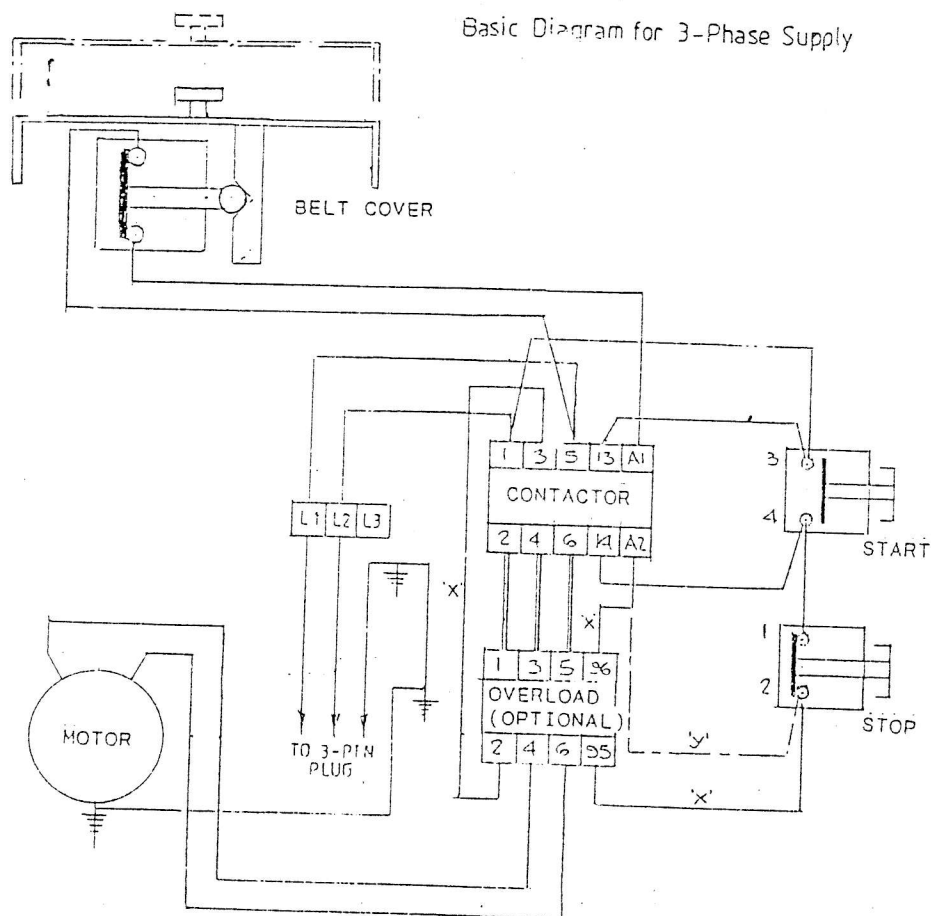 Basic Diagram for 3-Phase Supply
BELT COVER
1 3 5 13 A1
CONTACTOR
2 4 6 14 A2
3
4
START
L1 L2 L3
'X'
'X'
1
2
STOP
1 3 5 96
OVERLOAD
(OPTIONAL)
2 4 6 95
MOTOR
TO 3-PIN
PLUG
'Y'
'X'